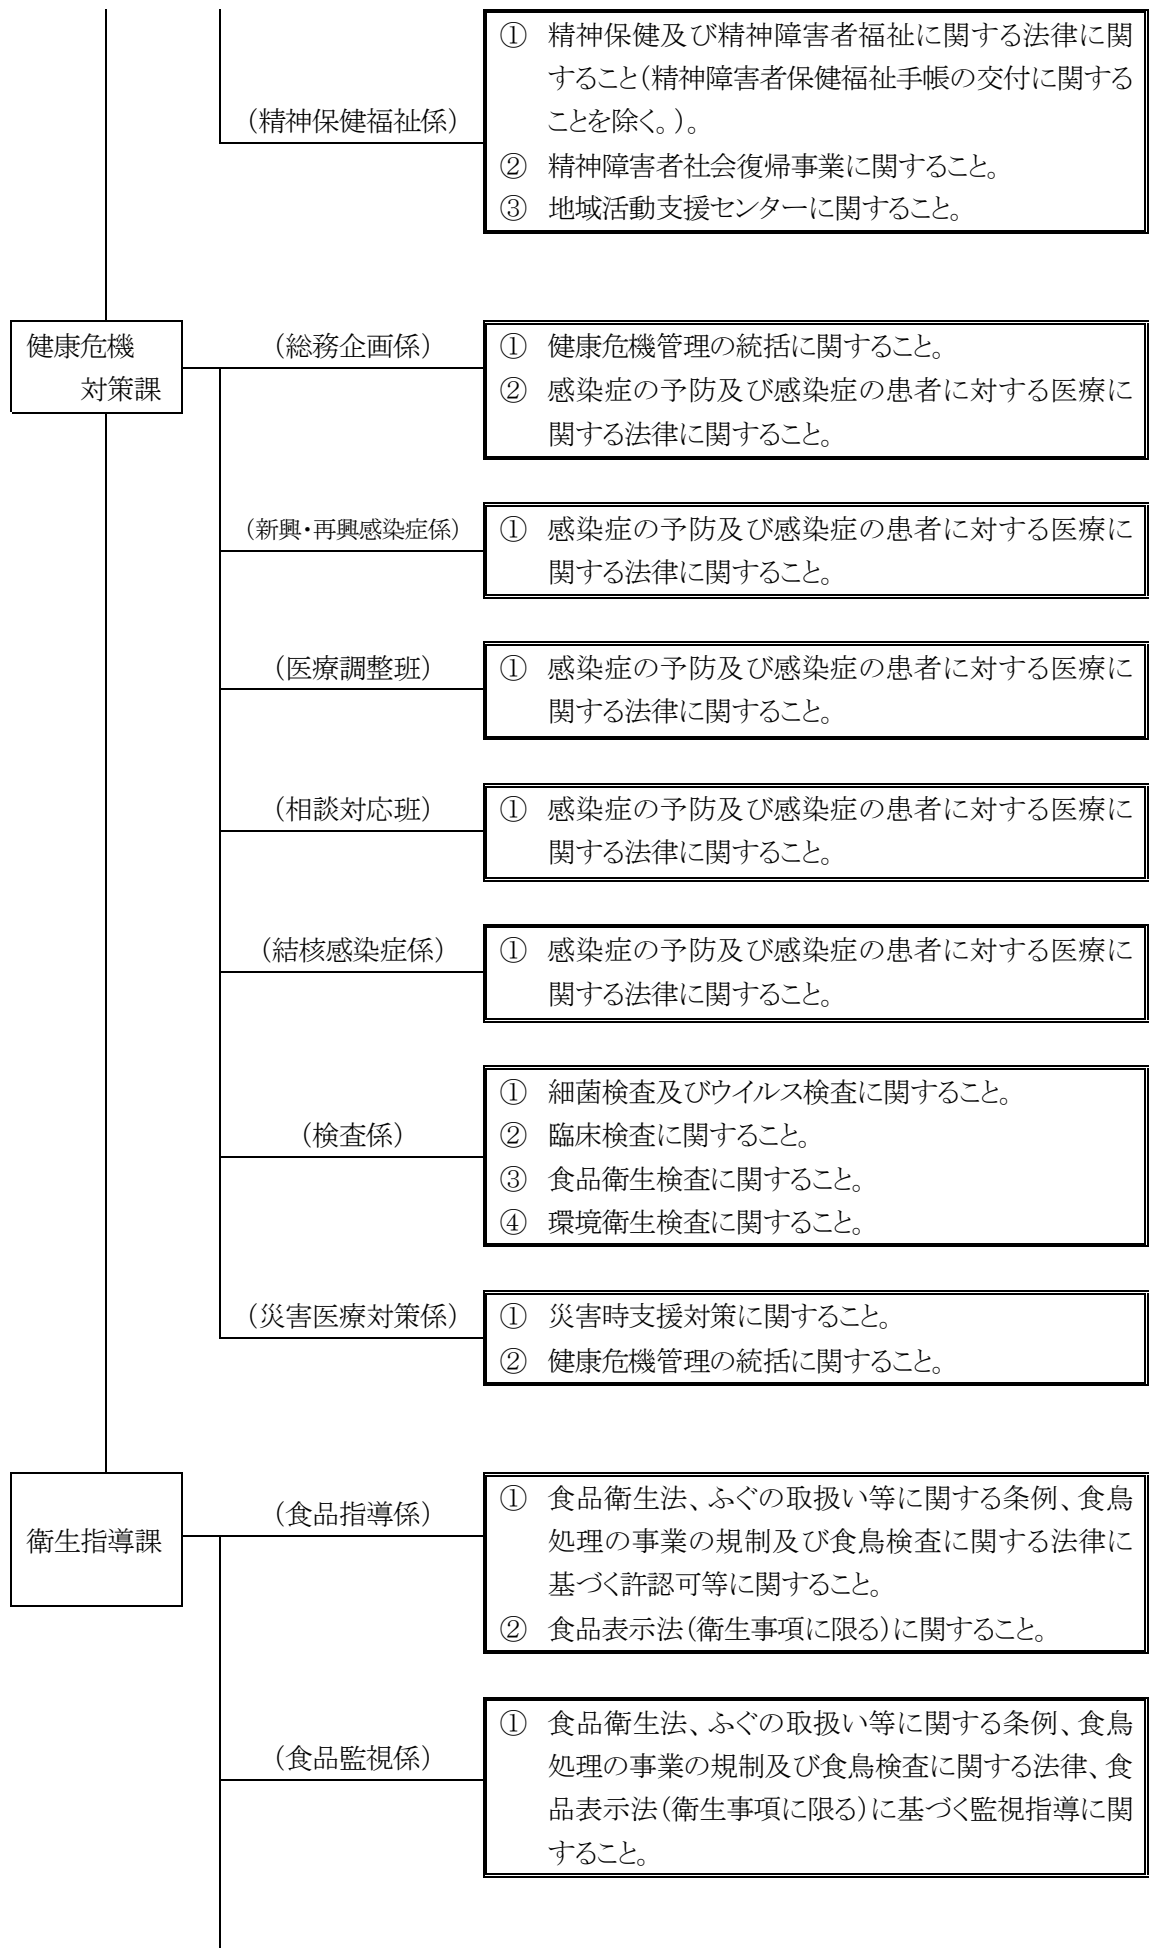 (精神保健福祉係)
① 精神保健及び精神障害者福祉に関する法律に関
すること(精神障害者保健福祉手帳の交付に関する
ことを除く。)。
② 精神障害者社会復帰事業に関すること。
③ 地域活動支援センターに関すること。
健康危機
対策課
(総務企画係)
① 健康危機管理の統括に関すること。
② 感染症の予防及び感染症の患者に対する医療に
関する法律に関すること。
(新興・再興感染症係)
① 感染症の予防及び感染症の患者に対する医療に
関する法律に関すること。
(医療調整班)
① 感染症の予防及び感染症の患者に対する医療に
関する法律に関すること。
(相談対応班)
① 感染症の予防及び感染症の患者に対する医療に
関する法律に関すること。
(結核感染症係)
① 感染症の予防及び感染症の患者に対する医療に
関する法律に関すること。
(検査係)
① 細菌検査及びウイルス検査に関すること。
② 臨床検査に関すること。
③ 食品衛生検査に関すること。
④ 環境衛生検査に関すること。
(災害医療対策係)
① 災害時支援対策に関すること。
② 健康危機管理の統括に関すること。
衛生指導課
(食品指導係)
① 食品衛生法、ふぐの取扱い等に関する条例、食鳥
処理の事業の規制及び食鳥検査に関する法律に
基づく許認可等に関すること。
② 食品表示法(衛生事項に限る)に関すること。
(食品監視係)
① 食品衛生法、ふぐの取扱い等に関する条例、食鳥
処理の事業の規制及び食鳥検査に関する法律、食
品表示法(衛生事項に限る)に基づく監視指導に関
すること。